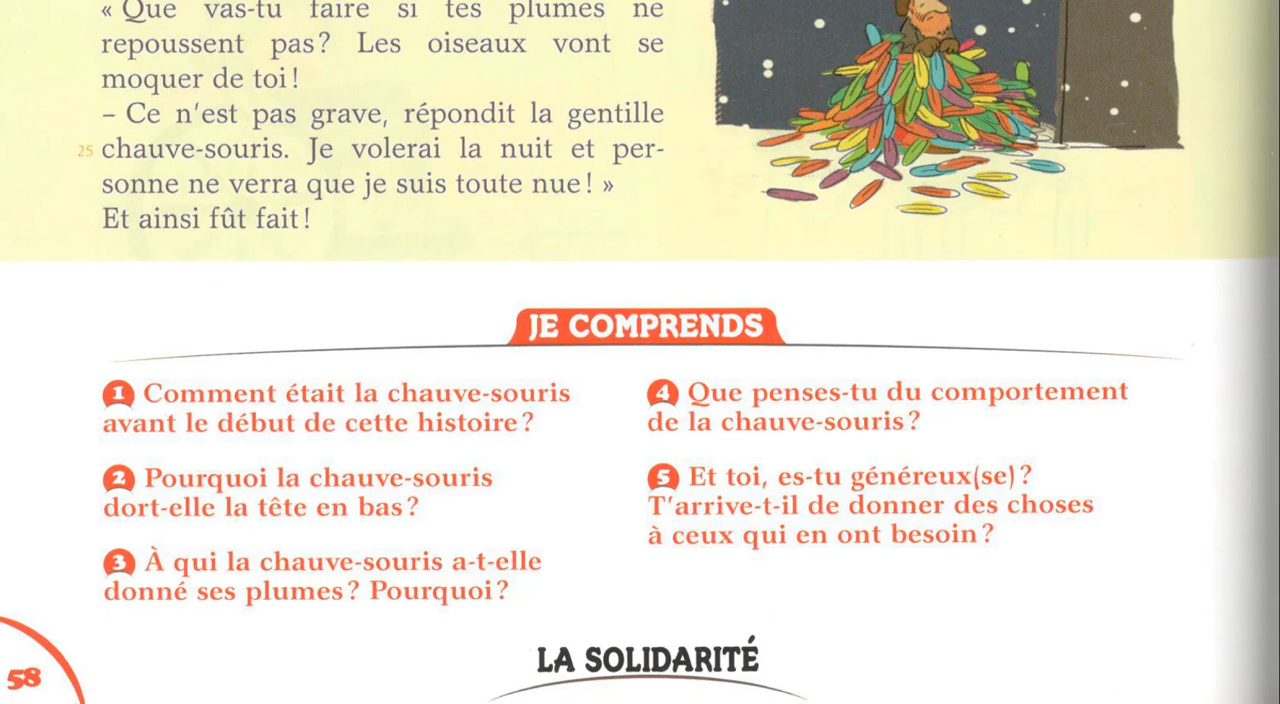 « Que vas-tu faire si tes plumes ne
repoussent pas? Les oiseaux vont se
moquer de toi!
– Ce n'est pas grave, répondit la gentille
25 chauve-souris. Je volerai la nuit et per-
sonne ne verra que je suis toute nue! »
Et ainsi fût fait!
JE COMPRENDS
1 Comment était la chauve-souris
avant le début de cette histoire?
2 Pourquoi la chauve-souris
dort-elle la tête en bas?
3 À qui la chauve-souris a-t-elle
donné ses plumes? Pourquoi?
4 Que penses-tu du comportement
de la chauve-souris?
5 Et toi, es-tu généreux(se)?
T'arrive-t-il de donner des choses
à ceux qui en ont besoin?
58
LA SOLIDARITÉ